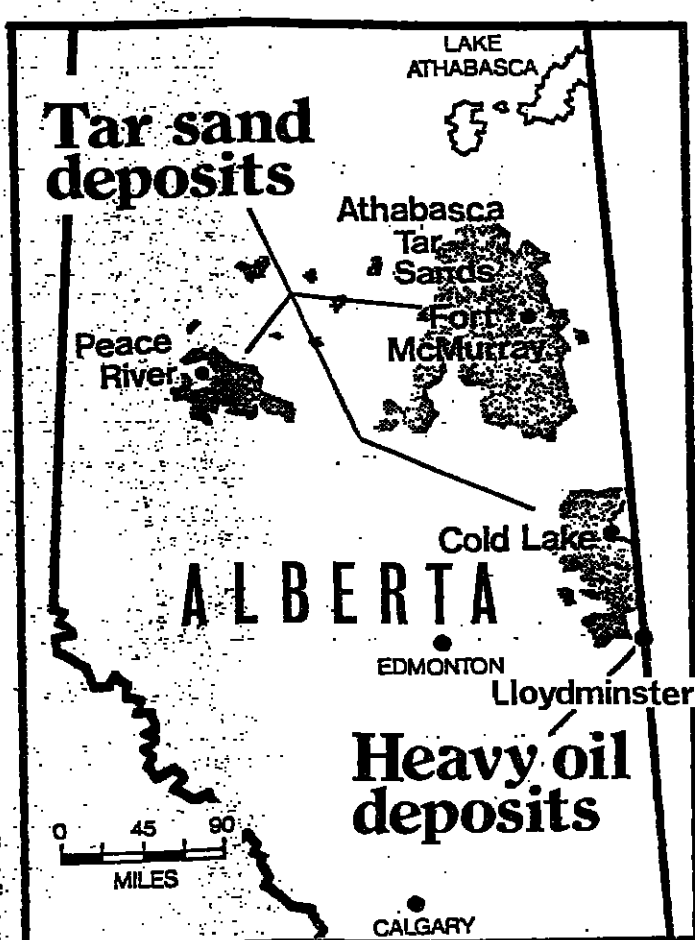 LAKE
ATHABASCA
Tar sand
deposits
Athabasca
Tar
Sands
Fort
McMurray
Peace
River
Cold Lake
ALBERTA
EDMONTON
Lloydminster
Heavy oil
deposits
0 45 90
MILES
CALGARY